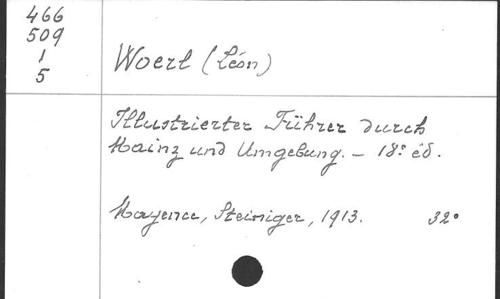 466
509
1
5
Woerl (Léon)
Illustrierter Führer durch
Mainz und Umgebung. – 18e éd.
Mayence, Steiniger, 1913. 32°